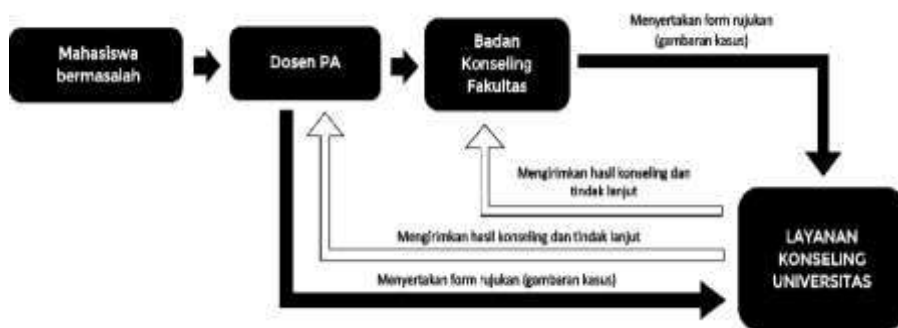 Menyertakan form rujukan
(gambaran kasus)
Mahasiswa
bermasalah
Dosen PA
Badan
Konseling
Fakultas
Mengirimkan hasil konseling dan
tindak lanjut
Mengirimkan hasil konseling dan tindak lanjut
Menyertakan form rujukan (gambaran kasus)
LAYANAN
KONSELING
UNIVERSITAS